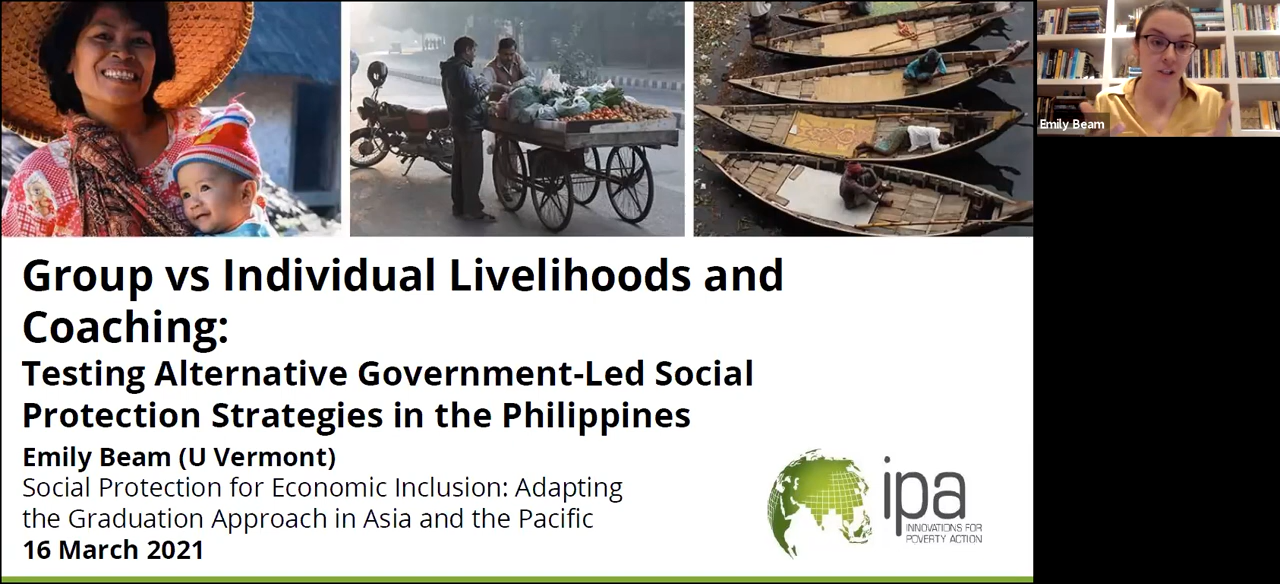 Emily Beam
Group vs Individual Livelihoods and
Coaching:
Testing Alternative Government-Led Social
Protection Strategies in the Philippines
Emily Beam (U Vermont)
Social Protection for Economic Inclusion: Adapting
the Graduation Approach in Asia and the Pacific
16 March 2021
ipa
INNOVATIONS FOR
POVERTY ACTION